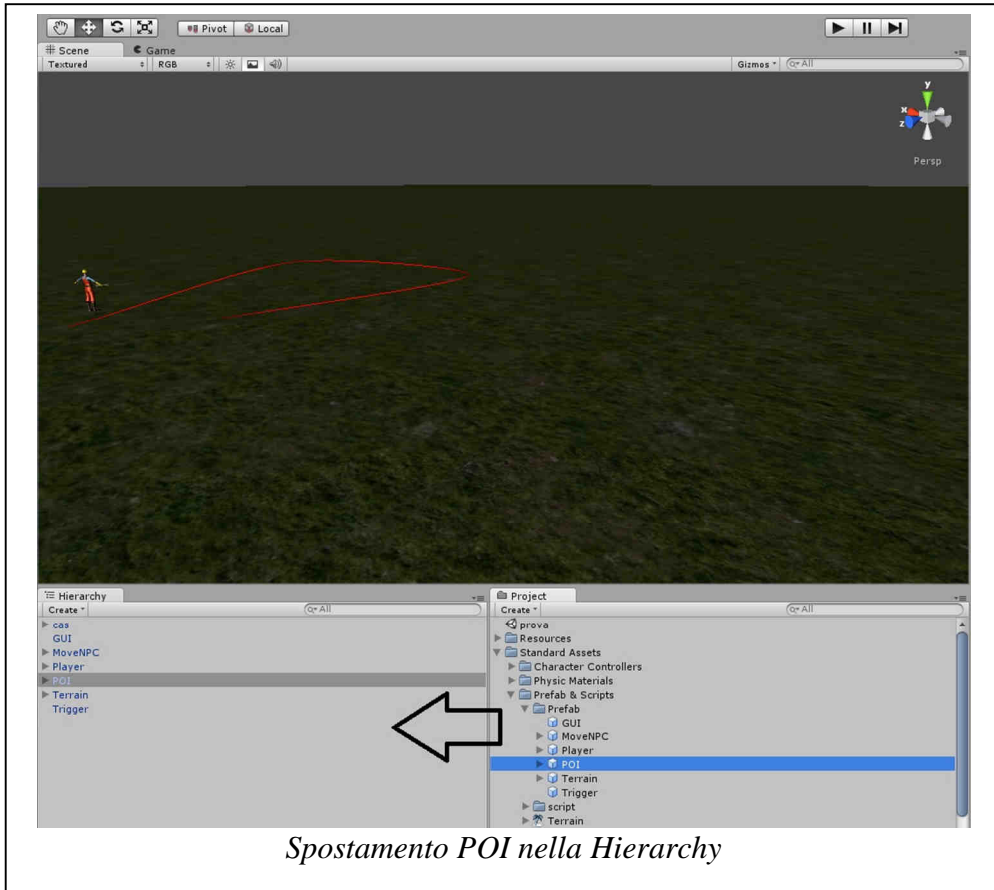 Pivot Local
Scene Game
Textured RGB Gizmos All
y
x
z
Persp
Hierarchy
Create All
cas
GUI
MoveNPC
Player
POI
Terrain
Trigger
Project
Create All
prova
Resources
Standard Assets
Character Controllers
Physic Materials
Prefab & Scripts
Prefab
GUI
MoveNPC
Player
POI
Terrain
Trigger
script
Terrain
Spostamento POI nella Hierarchy